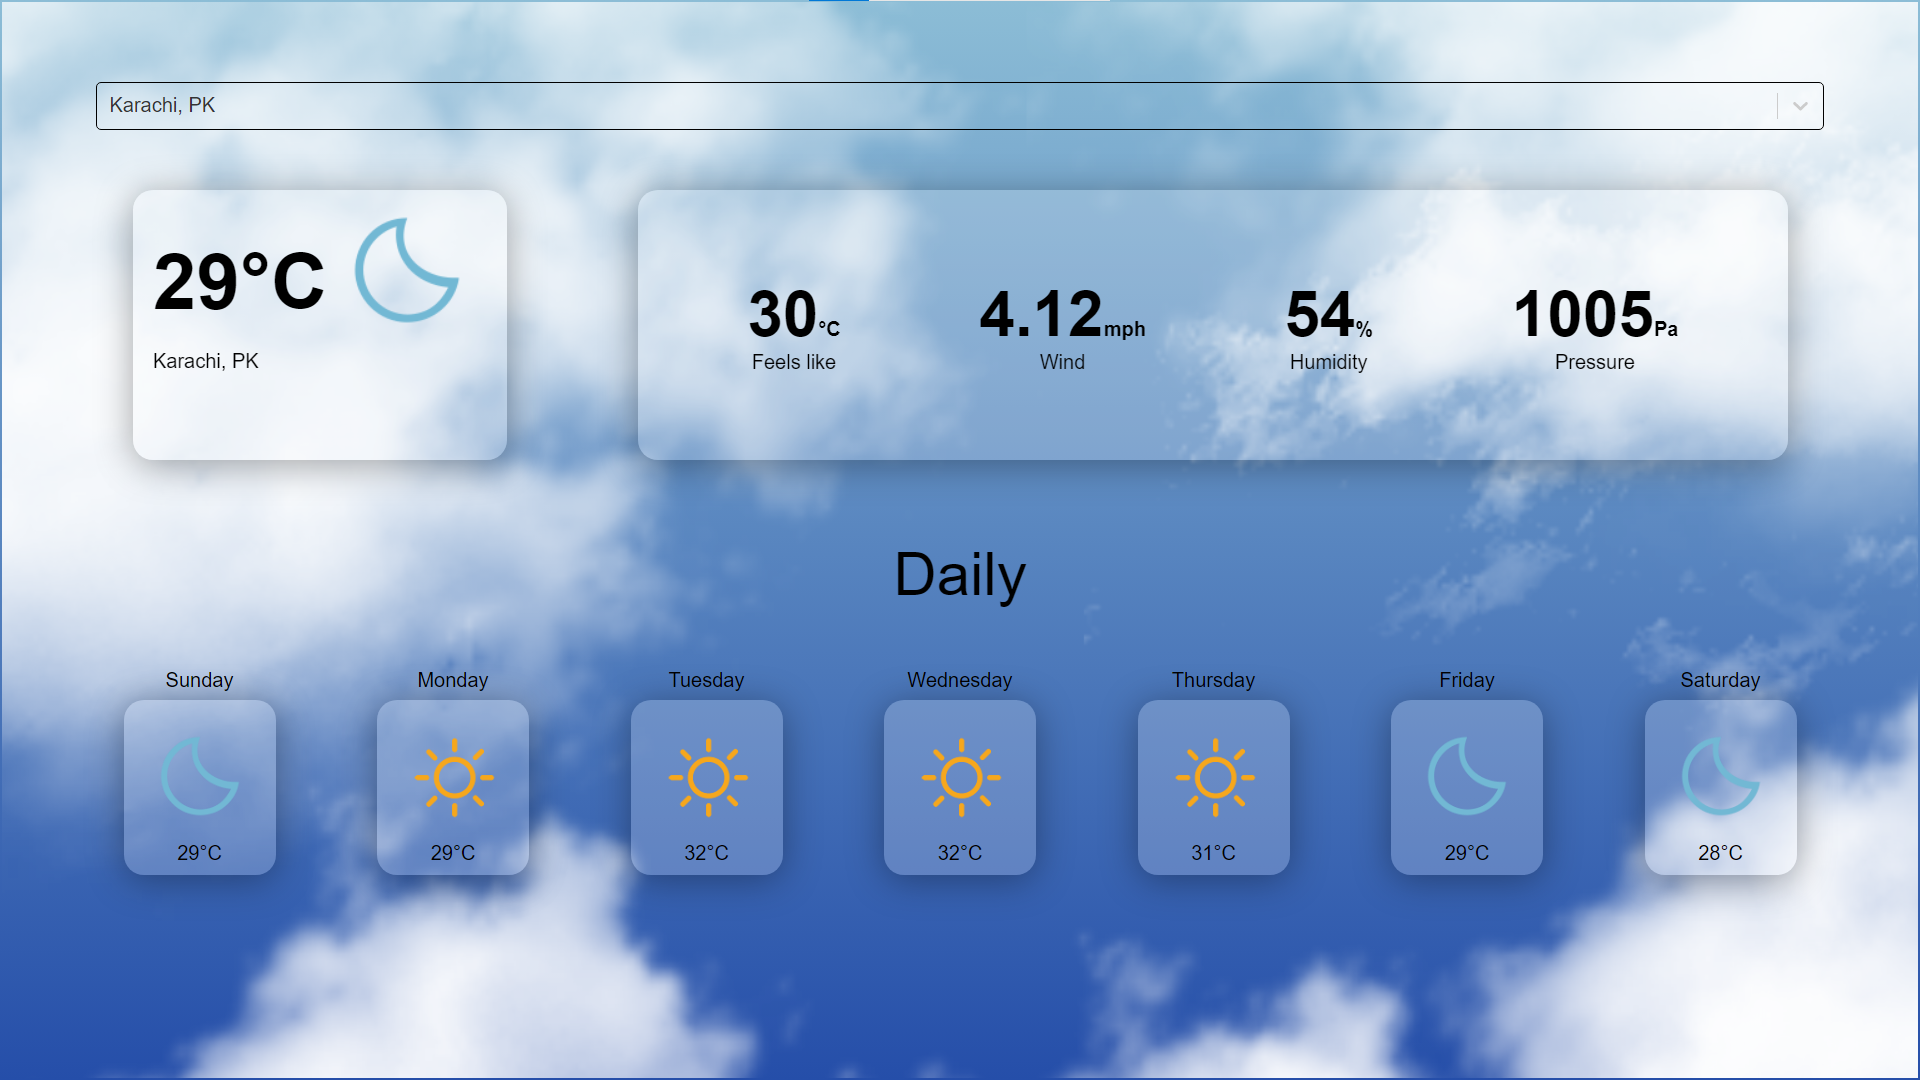 Karachi, PK
29°C
Karachi, PK
30°C
Feels like
4.12mph
Wind
54%
Humidity
1005Pa
Pressure
Daily
Sunday
29°C
Monday
29°C
Tuesday
32°C
Wednesday
32°C
Thursday
31°C
Friday
29°C
Saturday
28°C